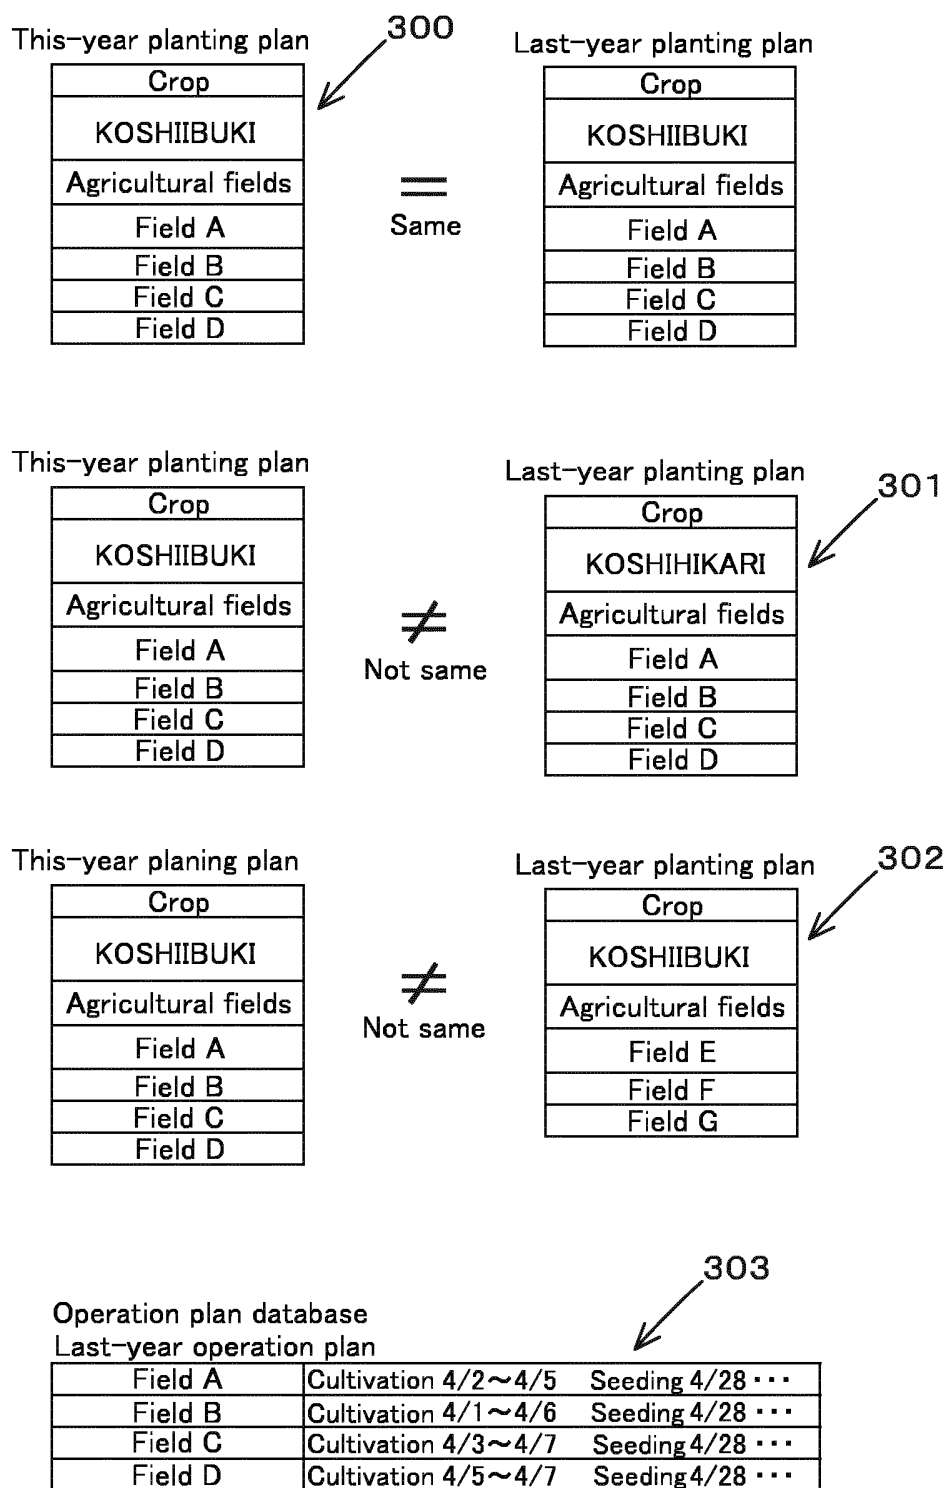 This-year planting plan
300
Last-year planting plan
Crop
KOSHIIBUKI
Agricultural fields
Field A
Field B
Field C
Field D
=
Same
Crop
KOSHIIBUKI
Agricultural fields
Field A
Field B
Field C
Field D
This-year planting plan
Last-year planting plan
301
Crop
KOSHIIBUKI
Agricultural fields
Field A
Field B
Field C
Field D
≠
Not same
Crop
KOSHIHIKARI
Agricultural fields
Field A
Field B
Field C
Field D
This-year planing plan
Last-year planting plan
302
Crop
KOSHIIBUKI
Agricultural fields
Field A
Field B
Field C
Field D
≠
Not same
Crop
KOSHIIBUKI
Agricultural fields
Field E
Field F
Field G
303
Operation plan database
Last-year operation plan
Field A Cultivation 4/2~4/5 Seeding 4/28 ···
Field B Cultivation 4/1~4/6 Seeding 4/28 ···
Field C Cultivation 4/3~4/7 Seeding 4/28 ···
Field D Cultivation 4/5~4/7 Seeding 4/28 ···